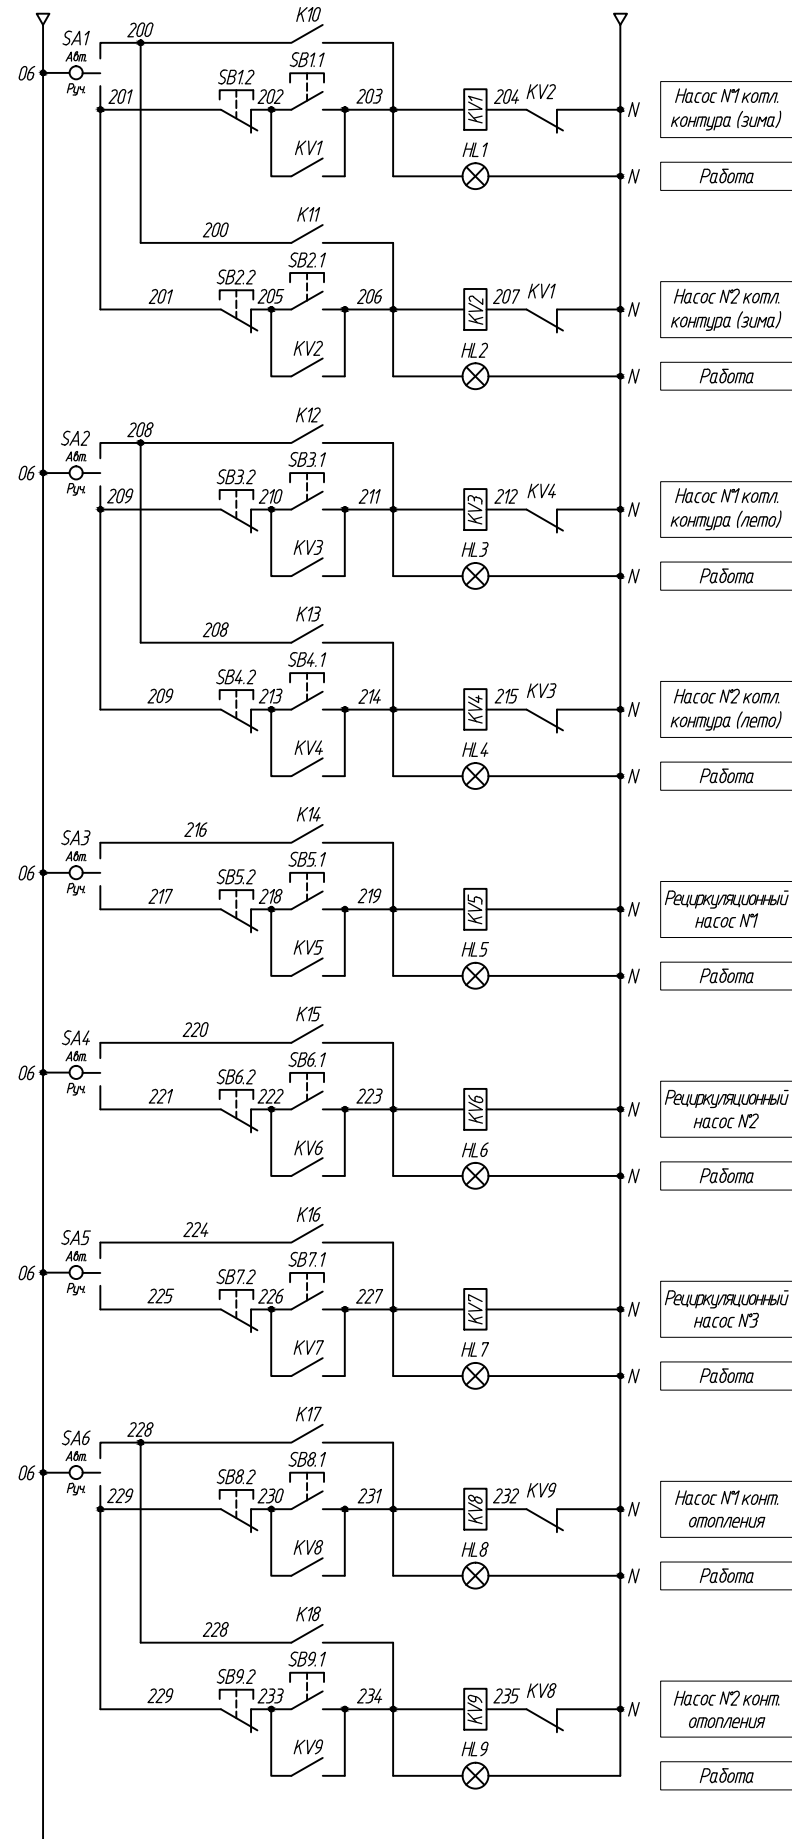 K10
200
SA1
Авт.
06
Руч.
SB1.2
SB1.1
201
202
203
KV1
204
KV2
N
Насос №1 котл.
контура (зима)
KV1
HL1
N
Работа
K11
200
SB2.2
SB2.1
201
205
206
KV2
207
KV1
N
Насос №2 котл.
контура (зима)
KV2
HL2
N
Работа
K12
208
SA2
Авт.
06
Руч.
SB3.2
SB3.1
209
210
211
KV3
212
KV4
N
Насос №1 котл.
контура (лето)
KV3
HL3
N
Работа
K13
208
SB4.2
SB4.1
209
213
214
KV4
215
KV3
N
Насос №2 котл.
контура (лето)
KV4
HL4
N
Работа
K14
216
SA3
Авт.
06
Руч.
SB5.2
SB5.1
217
218
219
KV5
N
Рециркуляционный
насос №1
KV5
HL5
N
Работа
K15
220
SA4
Авт.
06
Руч.
SB6.2
SB6.1
221
222
223
KV6
N
Рециркуляционный
насос №2
KV6
HL6
N
Работа
K16
224
SA5
Авт.
06
Руч.
SB7.2
SB7.1
225
226
227
KV7
N
Рециркуляционный
насос №3
KV7
HL7
N
Работа
K17
228
SA6
Авт.
06
Руч.
SB8.2
SB8.1
229
230
231
KV8
232
KV9
N
Насос №1 конт.
отопления
KV8
HL8
N
Работа
K18
228
SB9.2
SB9.1
229
233
234
KV9
235
KV8
N
Насос №2 конт.
отопления
KV9
HL9
Работа